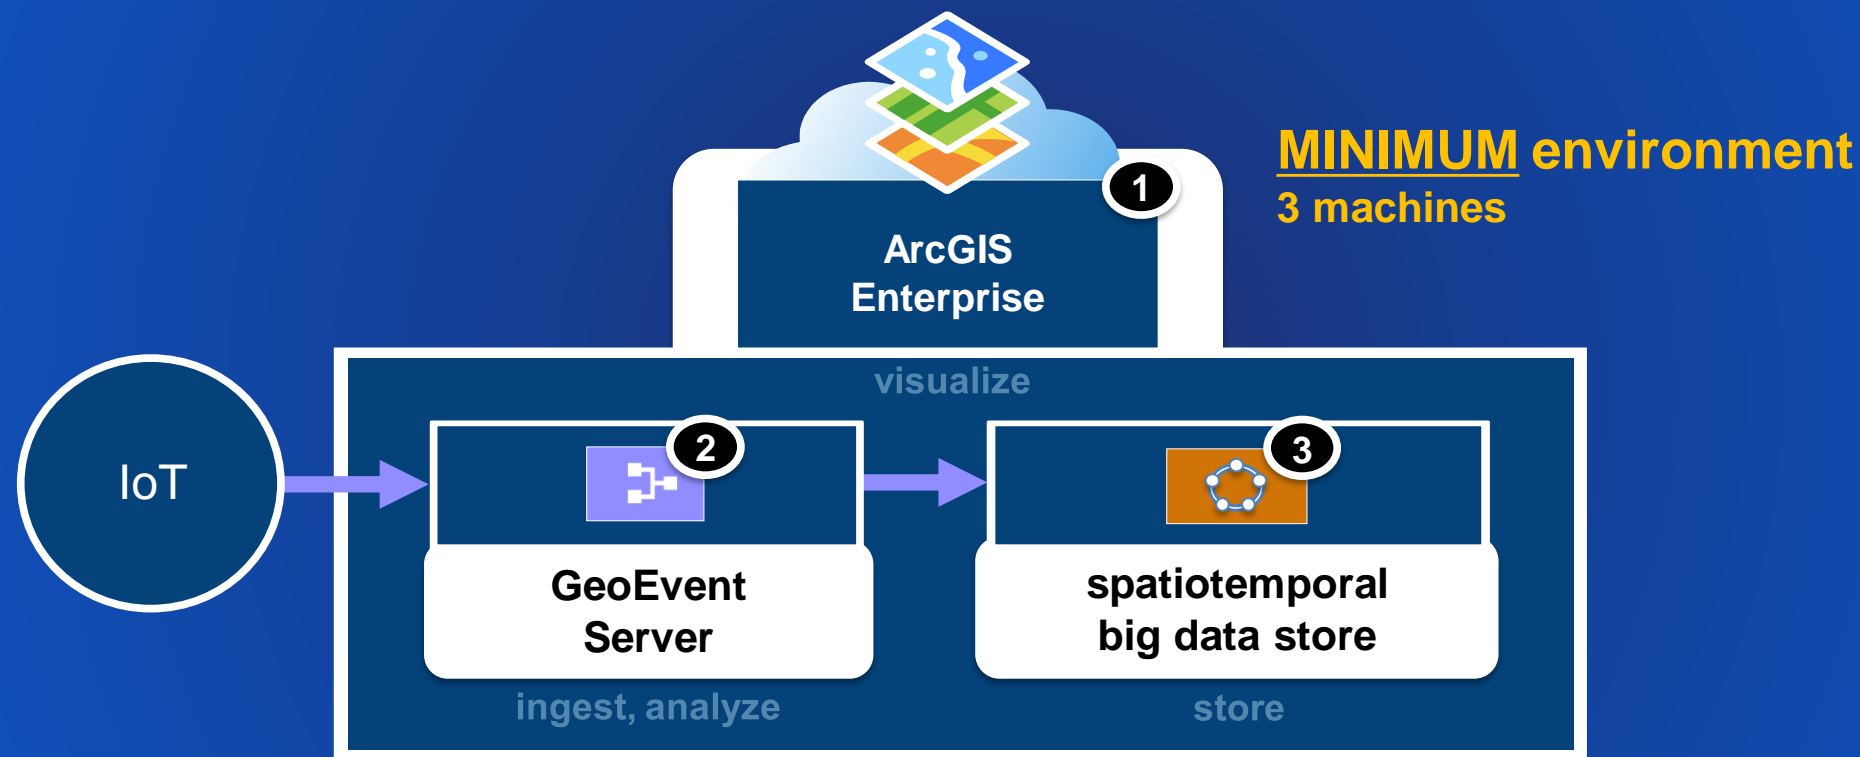 MINIMUM environment
3 machines
1
ArcGIS
Enterprise
visualize
IoT
2
3
GeoEvent
Server
spatiotemporal
big data store
ingest, analyze
store